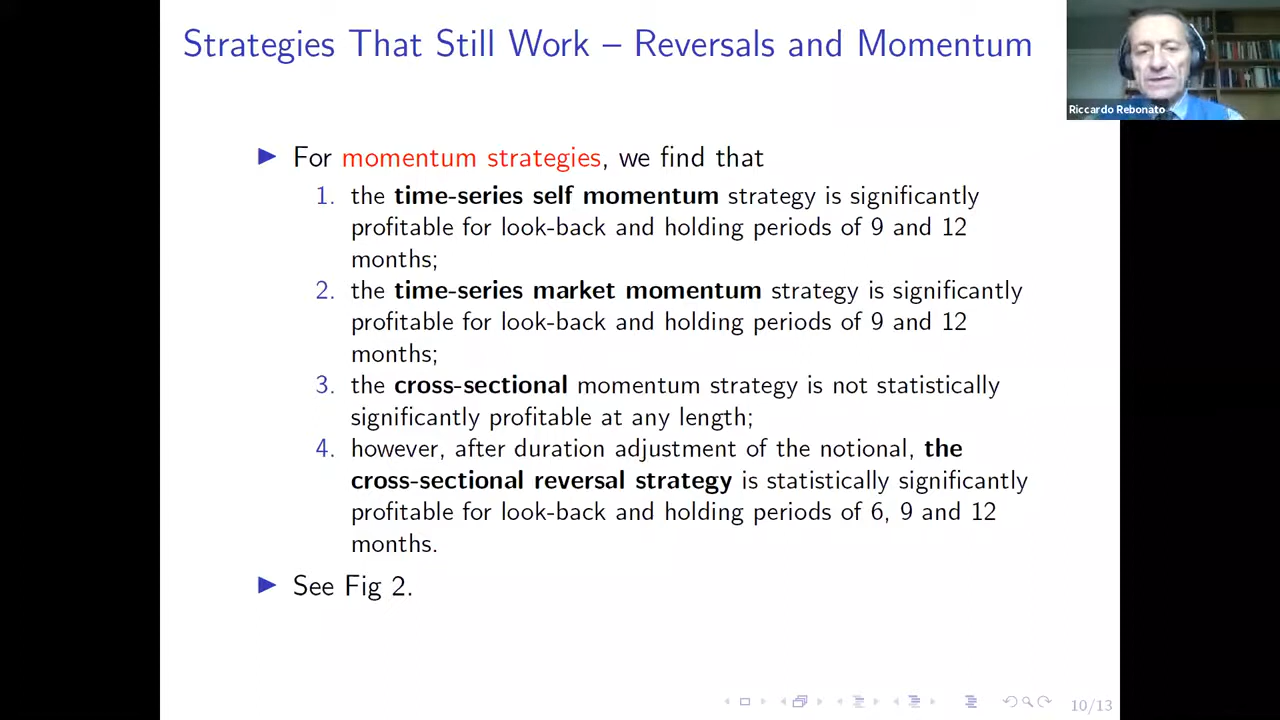 Strategies That Still Work – Reversals and Momentum
Riccardo Rebonato
▶ For momentum strategies, we find that
1. the time-series self momentum strategy is significantly
profitable for look-back and holding periods of 9 and 12
months;
2. the time-series market momentum strategy is significantly
profitable for look-back and holding periods of 9 and 12
months;
3. the cross-sectional momentum strategy is not statistically
significantly profitable at any length;
4. however, after duration adjustment of the notional, the
cross-sectional reversal strategy is statistically significantly
profitable for look-back and holding periods of 6, 9 and 12
months.
▶ See Fig 2.
10/13